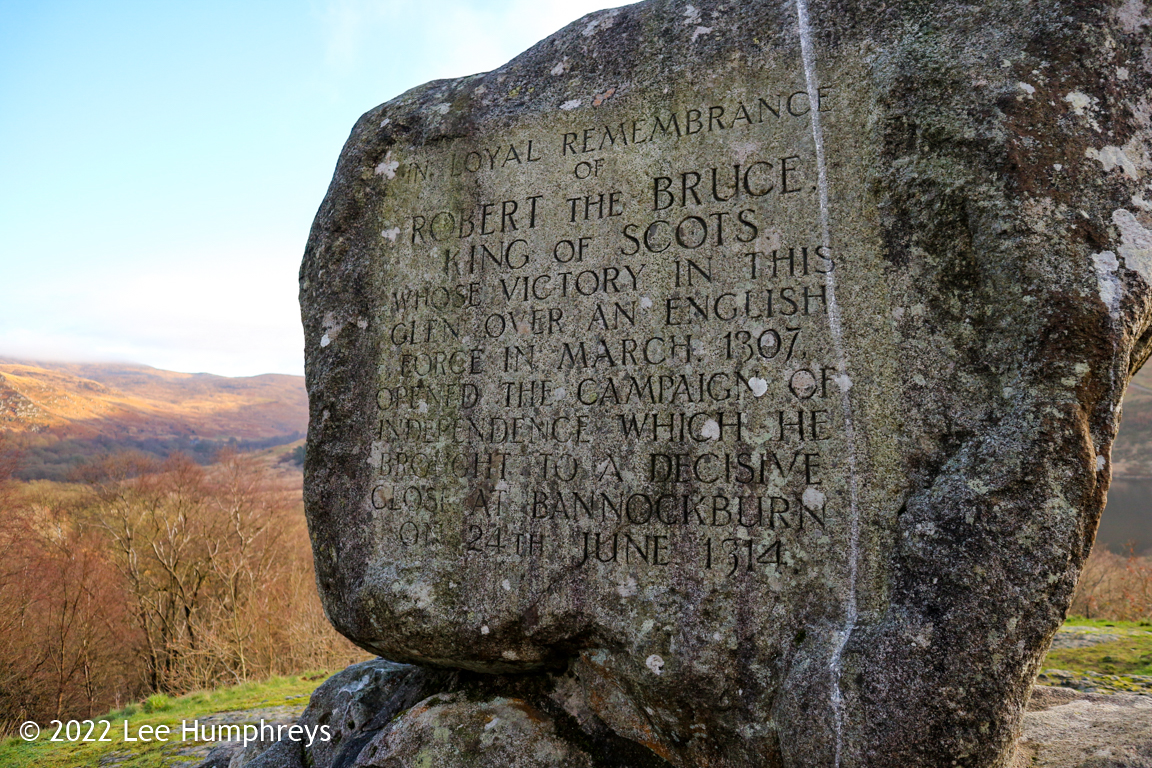 IN LOYAL REMEMBRANCE
OF
ROBERT THE BRUCE,
KING OF SCOTS.
WHOSE VICTORY IN THIS
GLEN OVER AN ENGLISH
FORCE IN MARCH, 1307,
OPENED THE CAMPAIGN OF
INDEPENDENCE WHICH HE
BROUGHT TO A DECISIVE
CLOSE AT BANNOCKBURN
ON 24TH JUNE 1314.
© 2022 Lee Humphreys